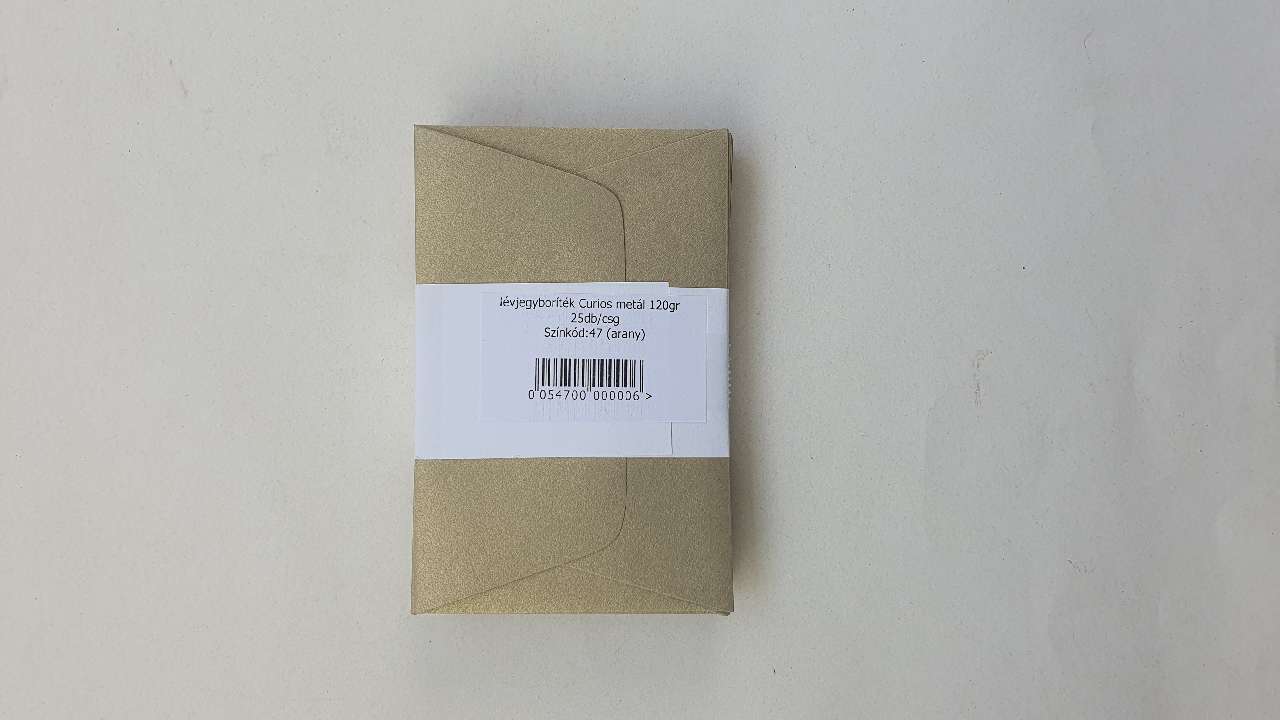 Névjegyboríték Curios metál 120gr
25db/csg
Színkód:47 (arany)
0 054700 000006 >